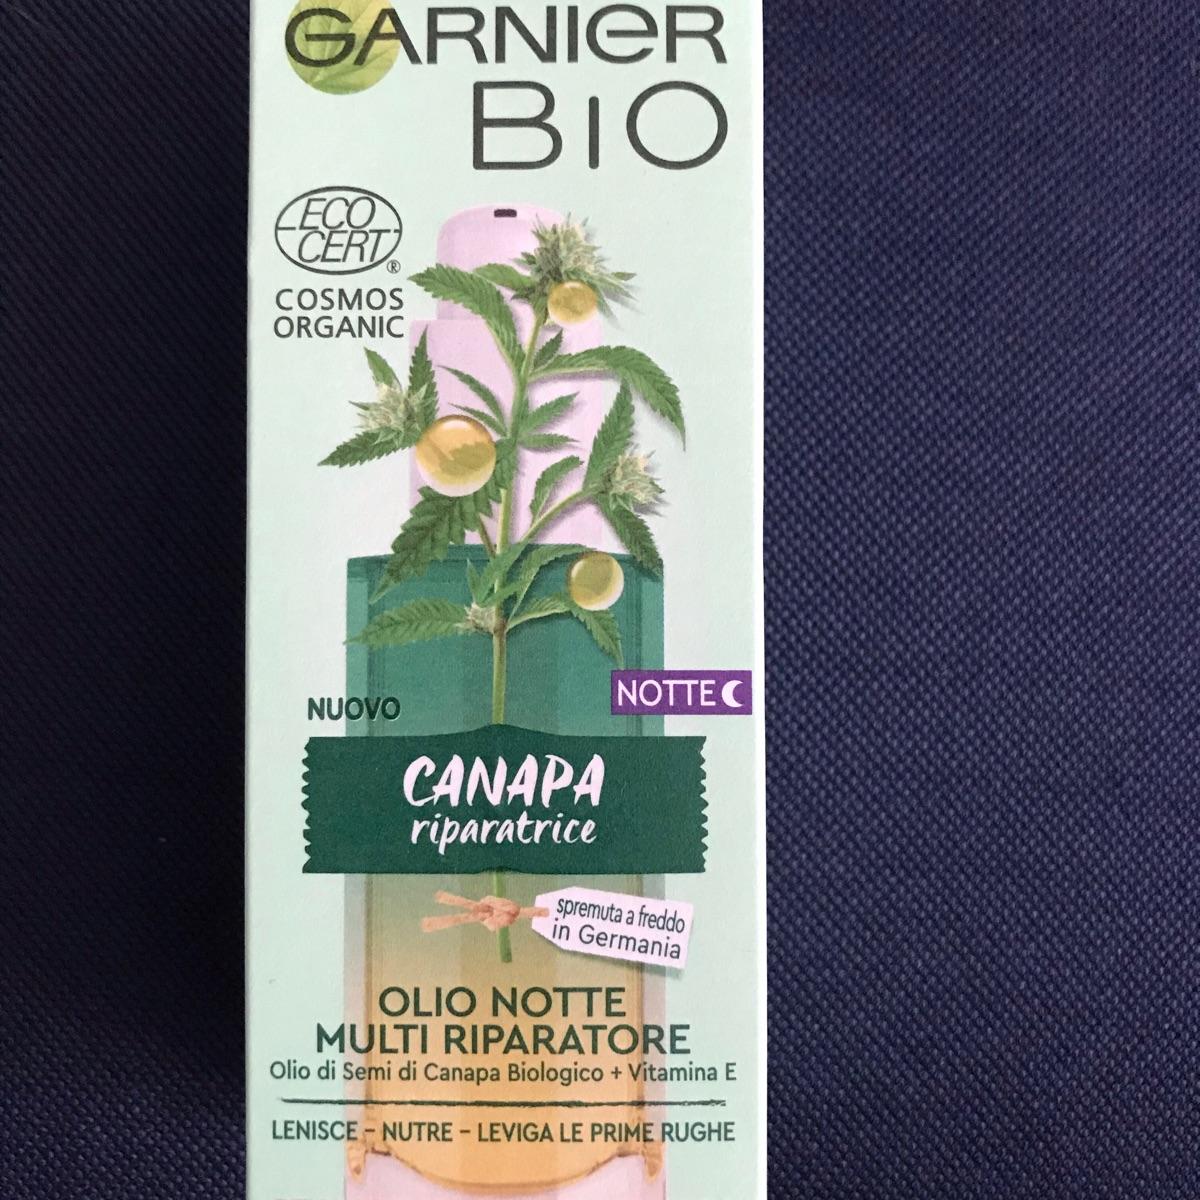 GARNIER
BIO
ECO
CERT
®
COSMOS
ORGANIC
NUOVO
NOTTE
CANAPA
riparatrice
spremuta a freddo
in Germania
OLIO NOTTE
MULTI RIPARATORE
Olio di Semi di Canapa Biologico + Vitamina E
LENISCE – NUTRE – LEVIGA LE PRIME RUGHE